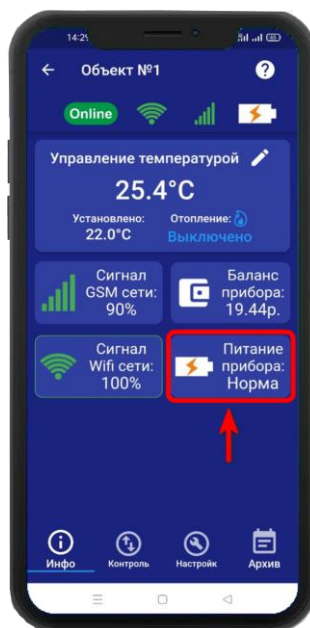 14:29
Объект №1
?
Online
Управление температурой
25.4°C
Установлено: Отопление:
22.0°C Выключено
Сигнал
GSM сети:
90%
Баланс
прибора:
19.44р.
Сигнал
Wifi сети:
100%
Питание
прибора:
Норма
Инфо Контроль Настройк Архив